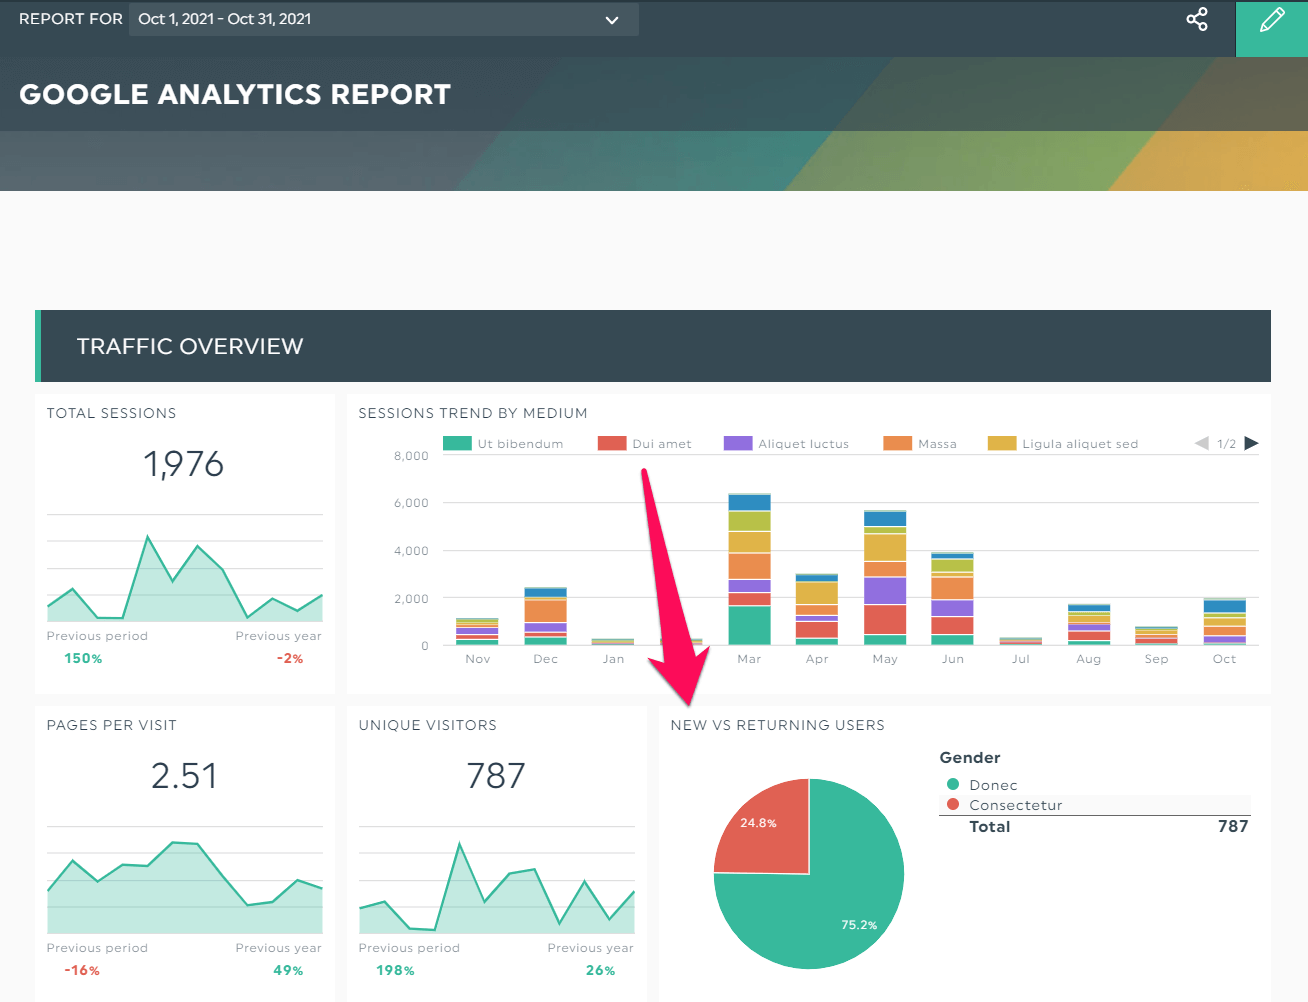 REPORT FOR Oct 1, 2021 - Oct 31, 2021
GOOGLE ANALYTICS REPORT
TRAFFIC OVERVIEW
TOTAL SESSIONS
1,976
Previous period Previous year
150% -2%
SESSIONS TREND BY MEDIUM
Ut bibendum Dui amet Aliquet luctus Massa Ligula aliquet sed 1/2
8,000
6,000
4,000
2,000
0
Nov Dec Jan Mar Apr May Jun Jul Aug Sep Oct
PAGES PER VISIT
2.51
Previous period Previous year
-16% 49%
UNIQUE VISITORS
787
Previous period Previous year
198% 26%
NEW VS RETURNING USERS
24.8%
75.2%
Gender
Donec
Consectetur
Total 787